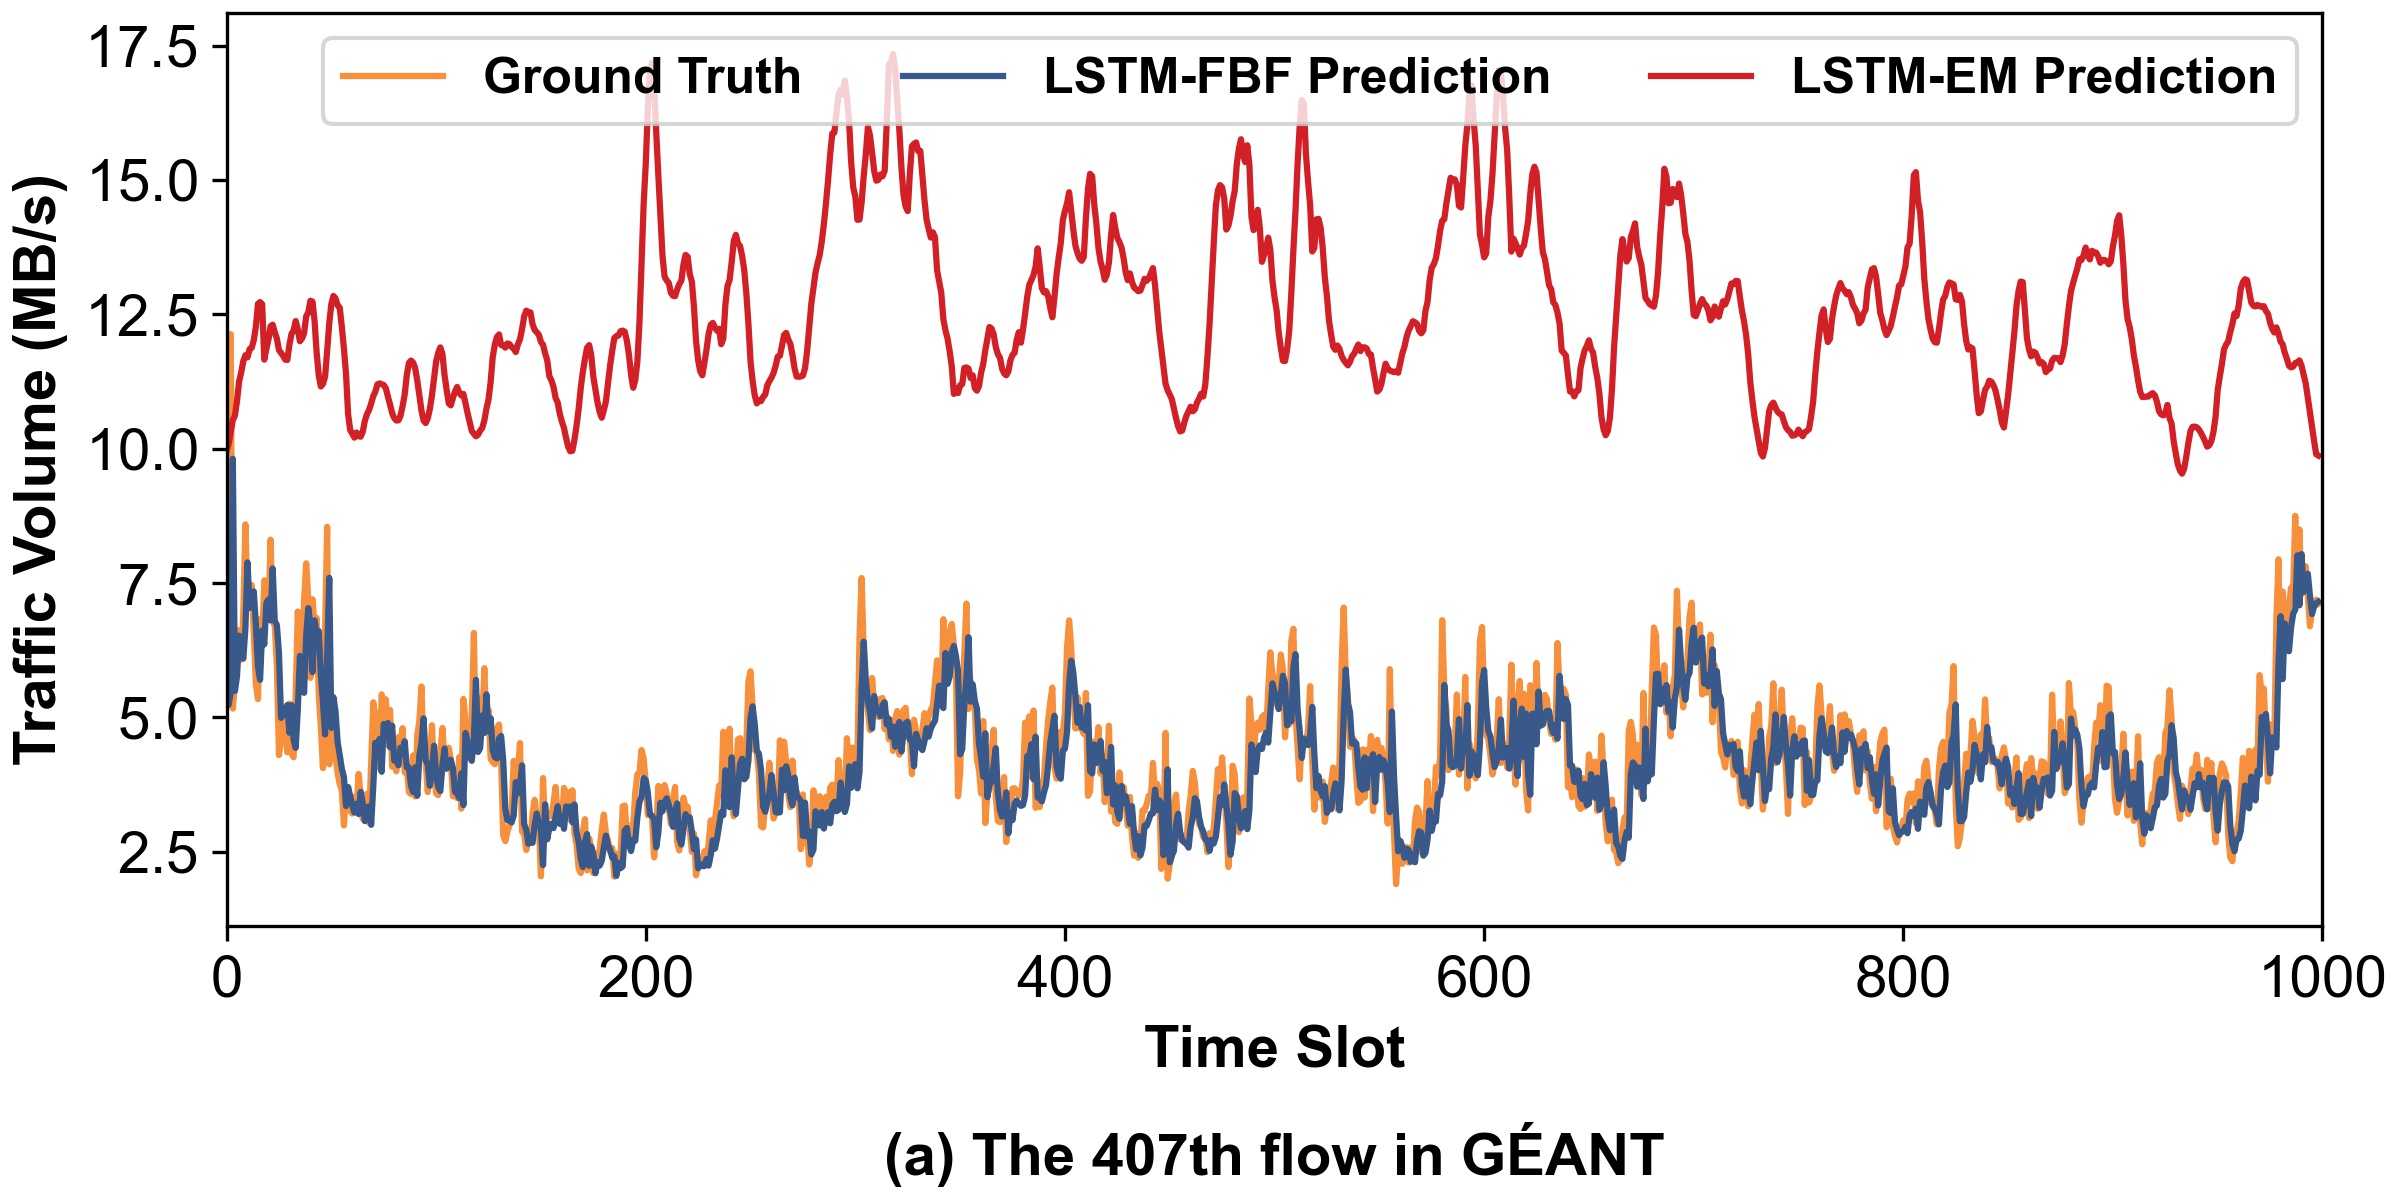 17.5
15.0
12.5
10.0
7.5
5.0
2.5
Traffic Volume (MB/s)
Ground Truth LSTM-FBF Prediction LSTM-EM Prediction
0 200 400 600 800 1000
Time Slot
(a) The 407th flow in GÉANT